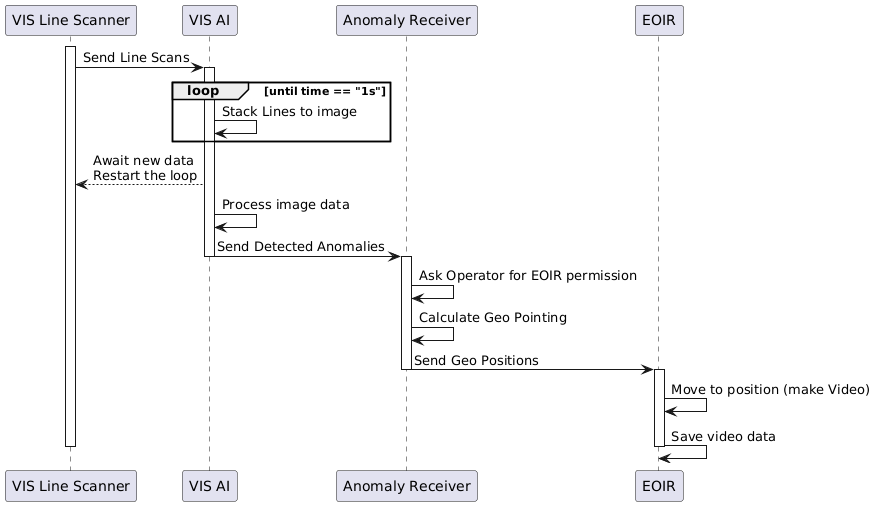 VIS Line Scanner
VIS AI
Anomaly Receiver
EOIR
Send Line Scans
loop
[until time == "1s"]
Stack Lines to image
Await new data
Restart the loop
Process image data
Send Detected Anomalies
Ask Operator for EOIR permission
Calculate Geo Pointing
Send Geo Positions
Move to position (make Video)
Save video data
VIS Line Scanner
VIS AI
Anomaly Receiver
EOIR